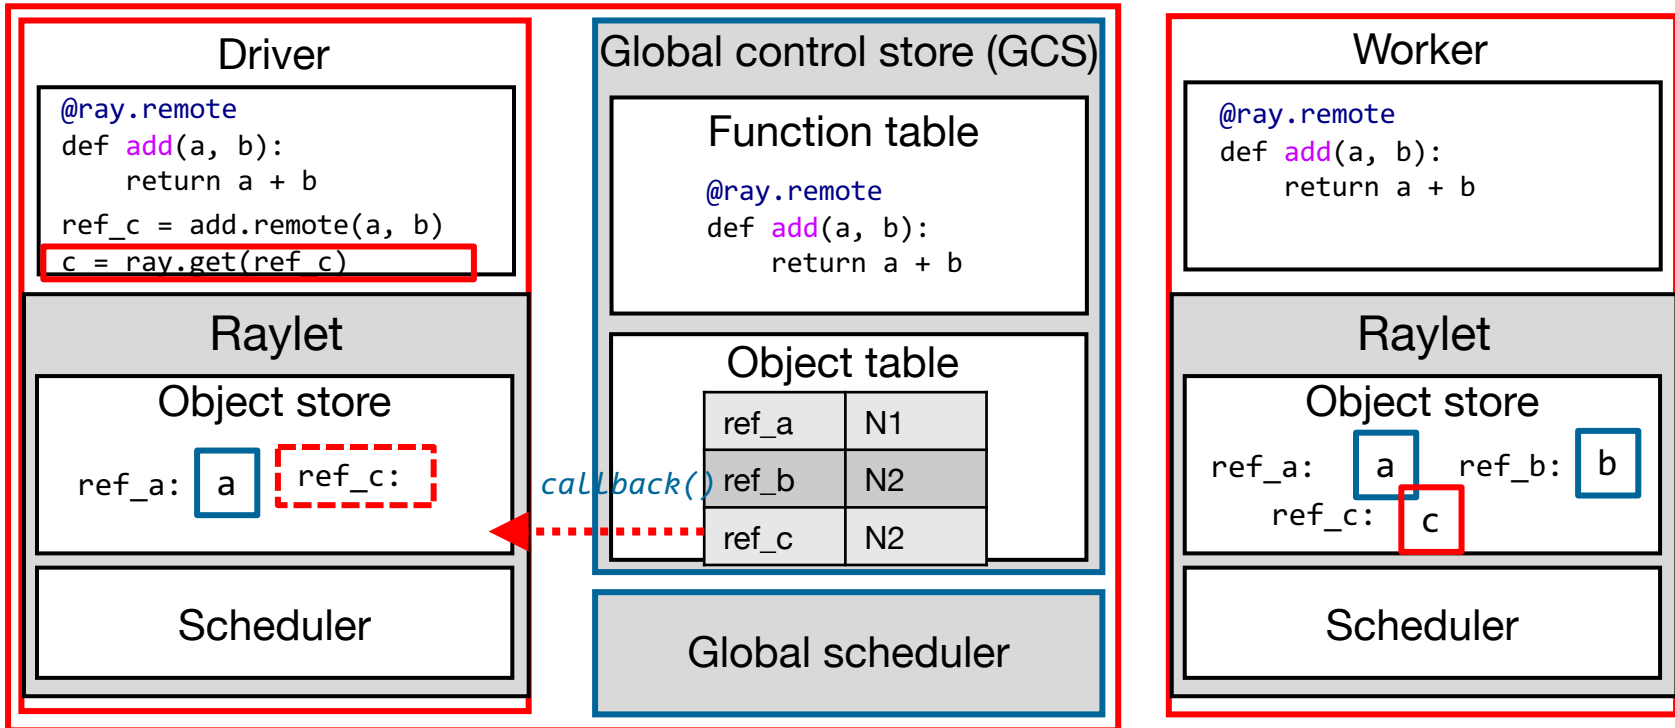 Driver
@ray.remote
def add(a, b):
    return a + b
ref_c = add.remote(a, b)
c = ray.get(ref_c)
Raylet
Object store
ref_a: a ref_c:
Scheduler
Global control store (GCS)
Function table
@ray.remote
def add(a, b):
    return a + b
Object table
ref_a N1
callback() ref_b N2
ref_c N2
Global scheduler
Worker
@ray.remote
def add(a, b):
    return a + b
Raylet
Object store
ref_a: a ref_b: b
ref_c: c
Scheduler